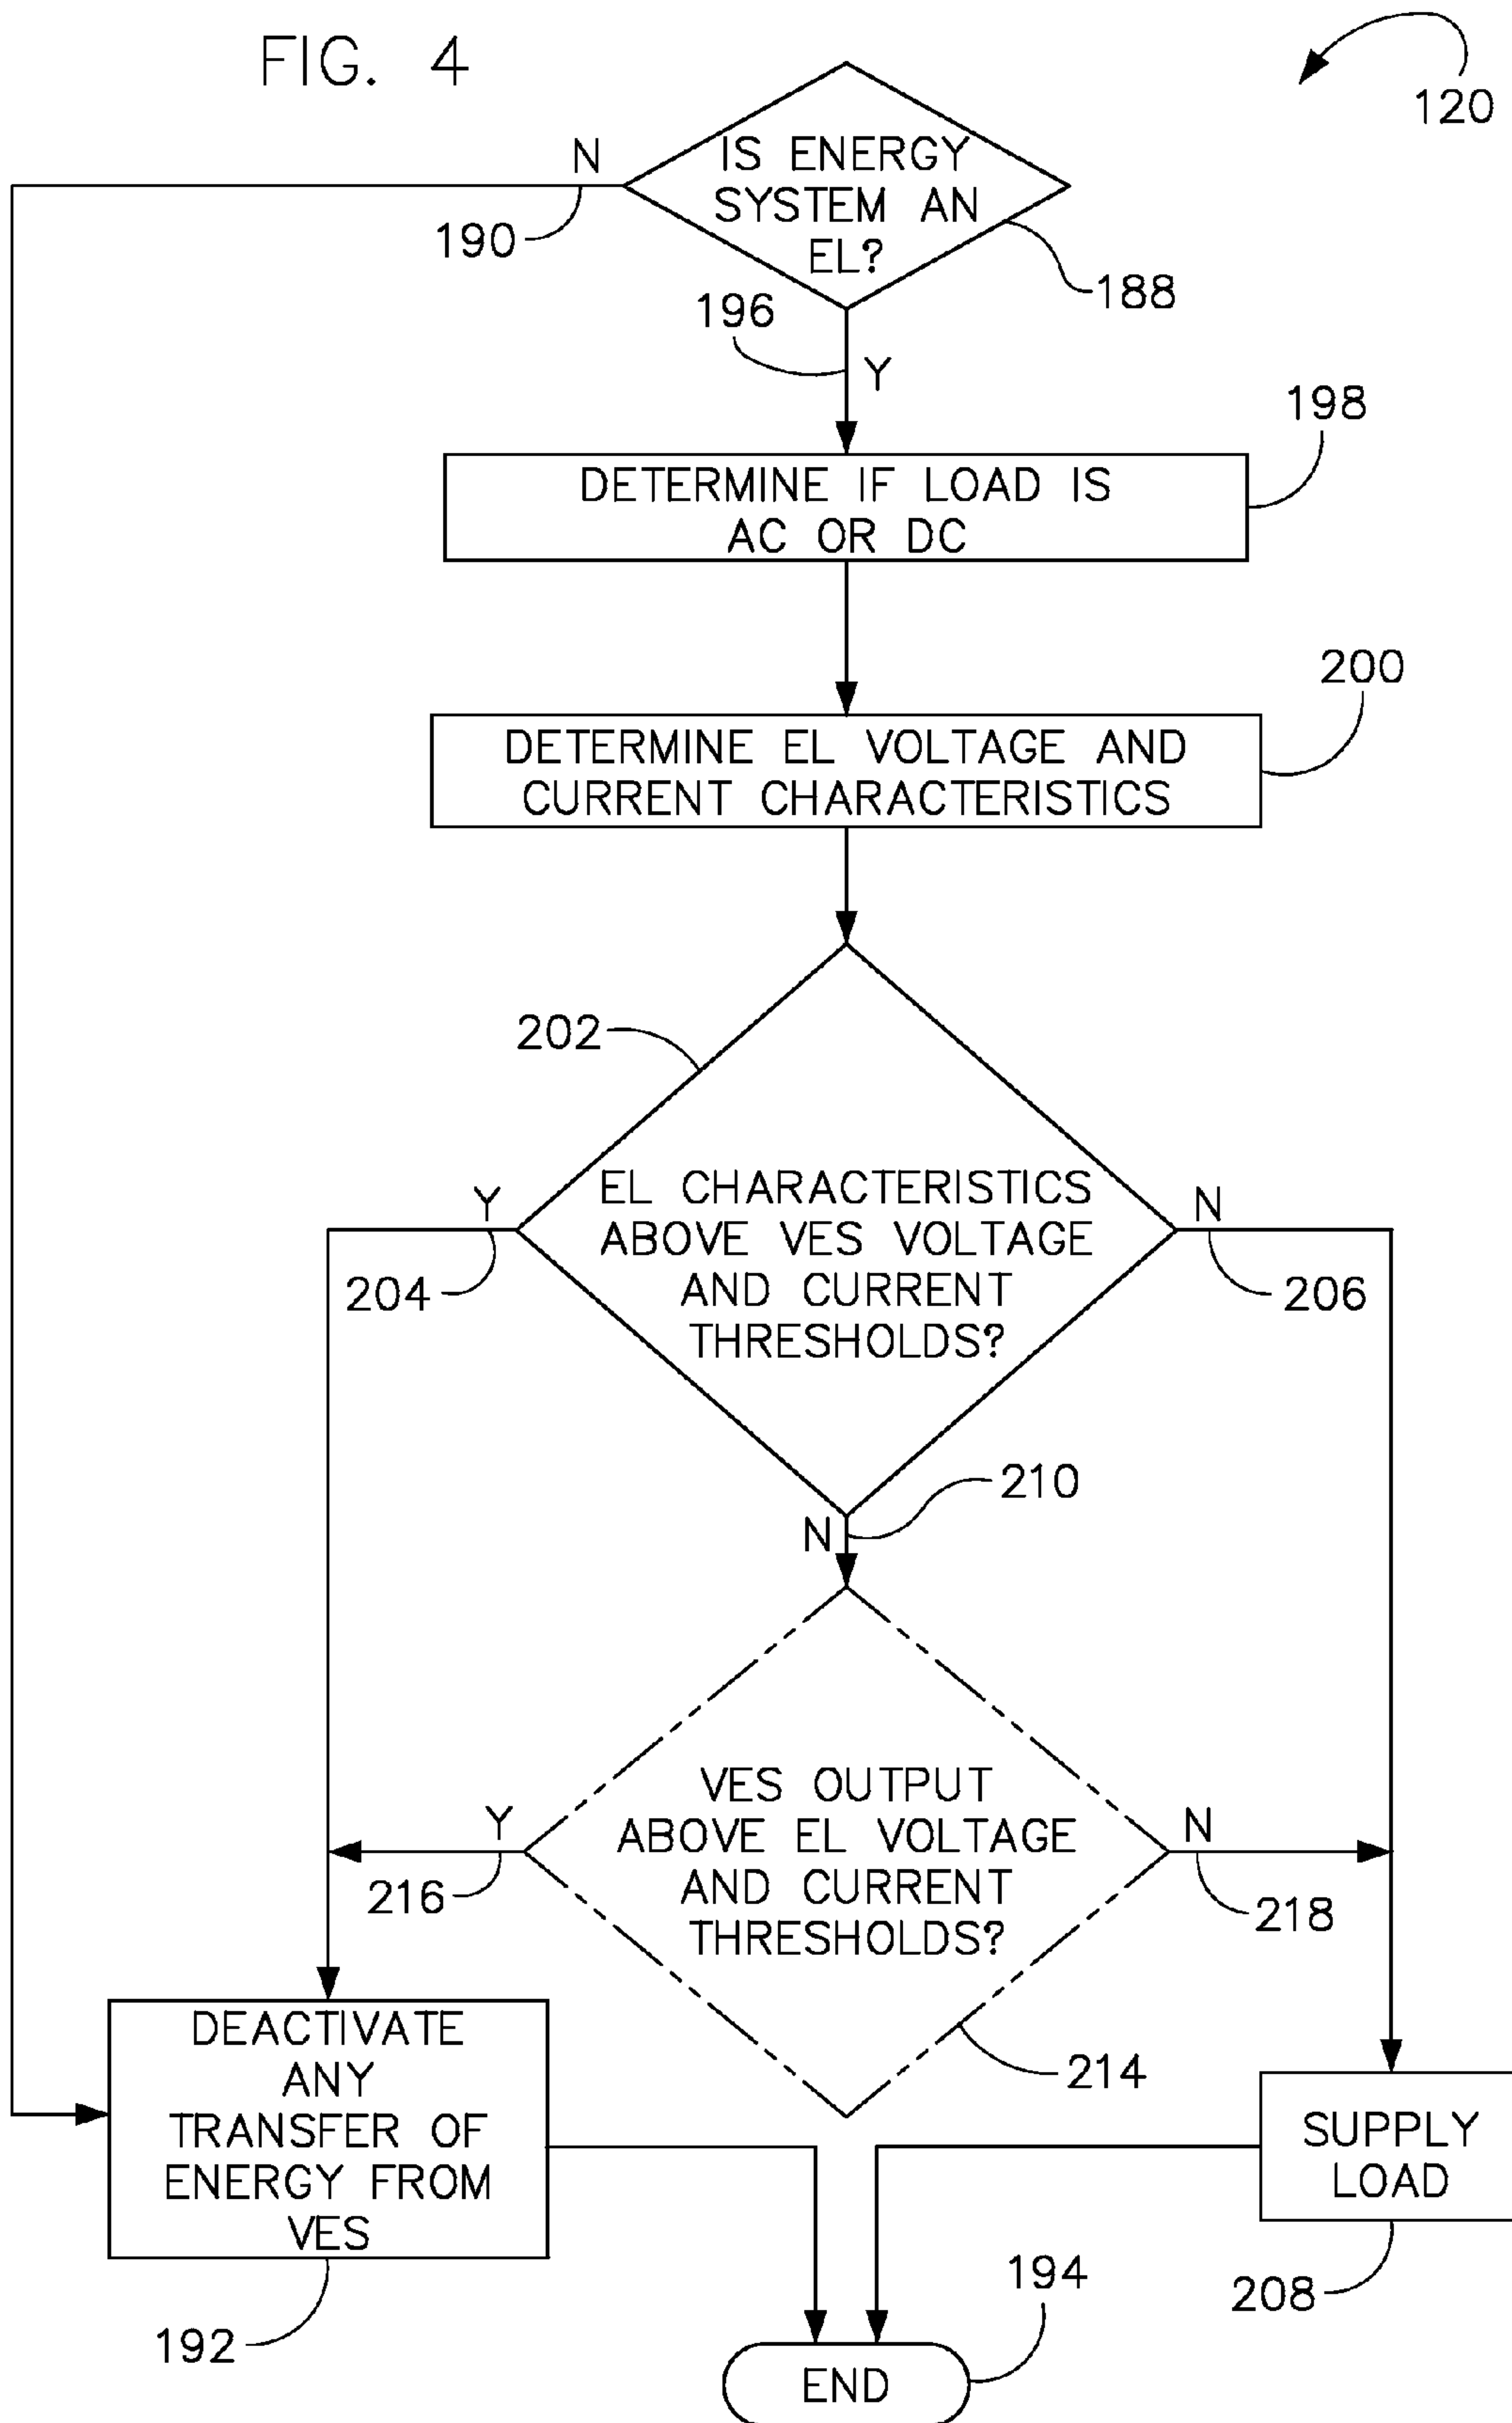 FIG. 4
120
IS ENERGY
SYSTEM AN
EL?
N
190
188
196
Y
198
DETERMINE IF LOAD IS
AC OR DC
200
DETERMINE EL VOLTAGE AND
CURRENT CHARACTERISTICS
202
EL CHARACTERISTICS
ABOVE VES VOLTAGE
AND CURRENT
THRESHOLDS?
Y
204
N
206
210
N
VES OUTPUT
ABOVE EL VOLTAGE
AND CURRENT
THRESHOLDS?
Y
216
N
218
214
DEACTIVATE
ANY
TRANSFER OF
ENERGY FROM
VES
192
SUPPLY
LOAD
208
194
END